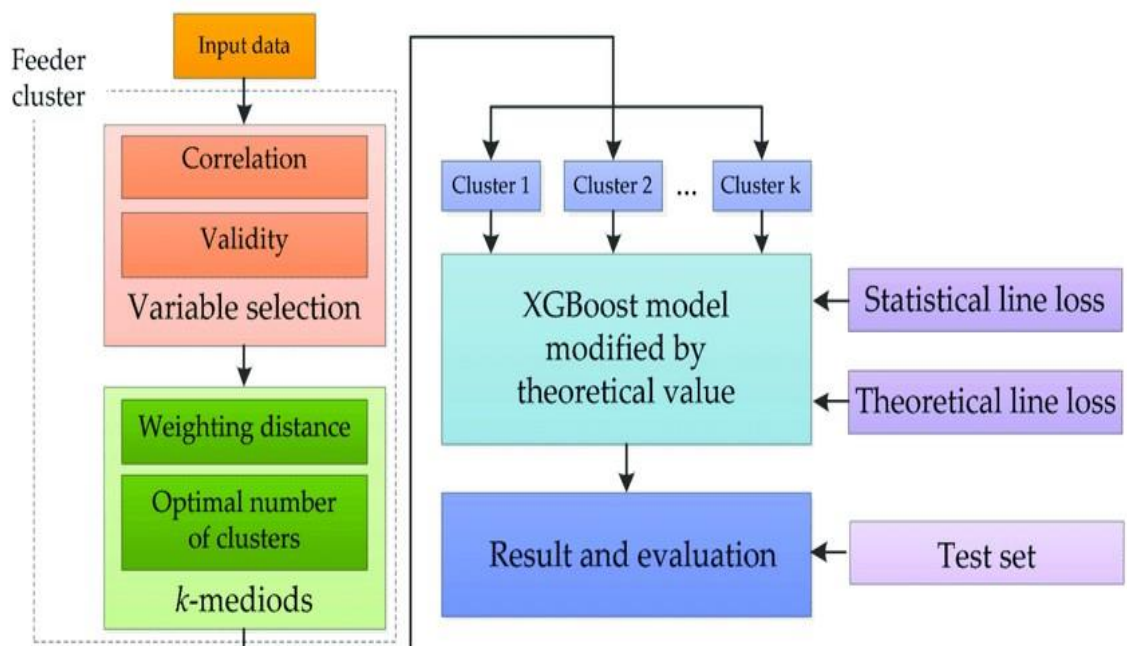 Input data
Feeder
cluster
Correlation
Validity
Variable selection
Weighting distance
Optimal number
of clusters
k-mediods
Cluster 1
Cluster 2
...
Cluster k
XGBoost model
modified by
theoretical value
Statistical line loss
Theoretical line loss
Result and evaluation
Test set